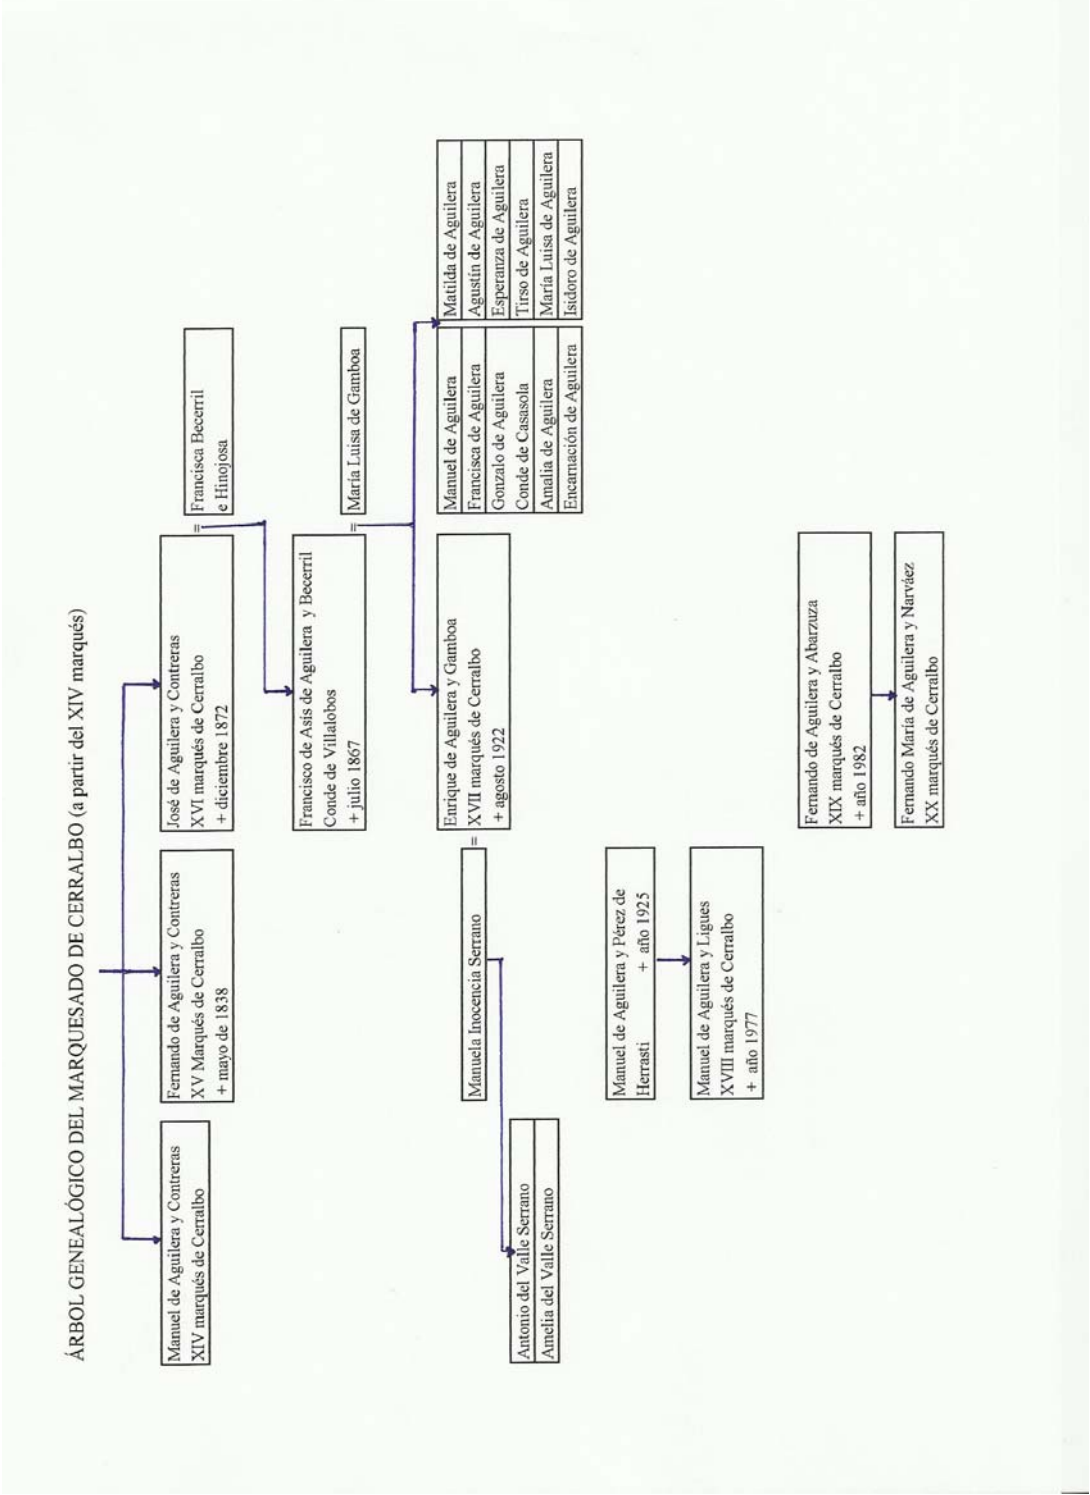 ÁRBOL GENEALÓGICO DEL MARQUESADO DE CERRALBO (a partir del XIV marqués)
Manuel de Aguilera y Contreras
XIV marqués de Cerralbo
Fernando de Aguilera y Contreras
XV Marqués de Cerralbo
+ mayo de 1838
José de Aguilera y Contreras
XVI marqués de Cerralbo
+ diciembre 1872
=
Francisca Becerril
e Hinojosa
Francisco de Asis de Aguilera y Becerril
Conde de Villalobos
+ julio 1867
=
María Luisa de Gamboa
Manuela Inocencia Serrano
=
Enrique de Aguilera y Gamboa
XVII marqués de Cerralbo
+ agosto 1922
Manuel de Aguilera
Francisca de Aguilera
Gonzalo de Aguilera
Conde de Casasola
Amalia de Aguilera
Encarnación de Aguilera
Matilda de Aguilera
Agustín de Aguilera
Esperanza de Aguilera
Tirso de Aguilera
María Luisa de Aguilera
Isidoro de Aguilera
Antonio del Valle Serrano
Amelia del Valle Serrano
Manuel de Aguilera y Pérez de
Herrasti + año 1925
Manuel de Aguilera y Ligues
XVIII marqués de Cerralbo
+ año 1977
Fernando de Aguilera y Abarzuza
XIX marqués de Cerralbo
+ año 1982
Fernando María de Aguilera y Narváez
XX marqués de Cerralbo